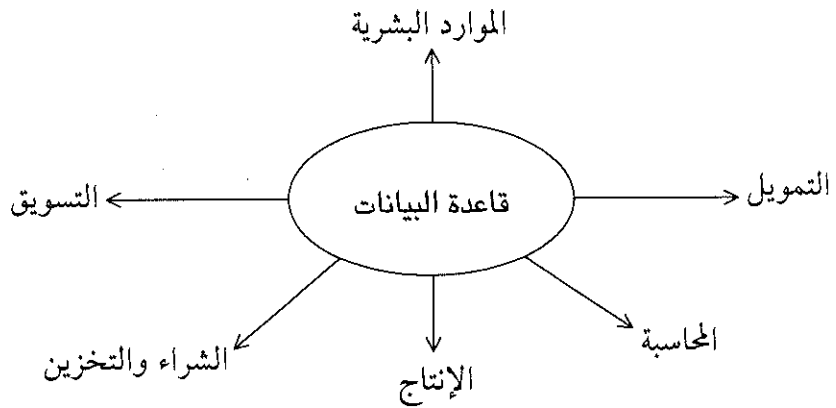 الموارد البشرية
التمويل
قاعدة البيانات
التسويق
المحاسبة
الشراء والتخزين
الإنتاج